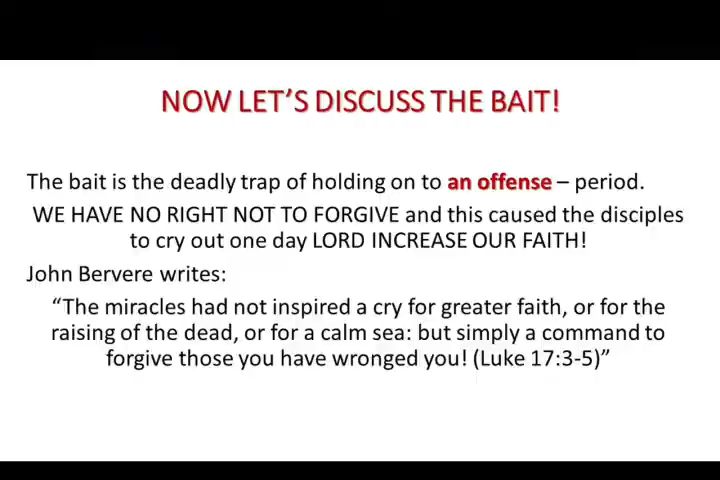 NOW LET'S DISCUSS THE BAIT!
The bait is the deadly trap of holding on to an offense – period.
WE HAVE NO RIGHT NOT TO FORGIVE and this caused the disciples
to cry out one day LORD INCREASE OUR FAITH!
John Bervere writes:
“The miracles had not inspired a cry for greater faith, or for the
raising of the dead, or for a calm sea: but simply a command to
forgive those you have wronged you! (Luke 17:3-5)”